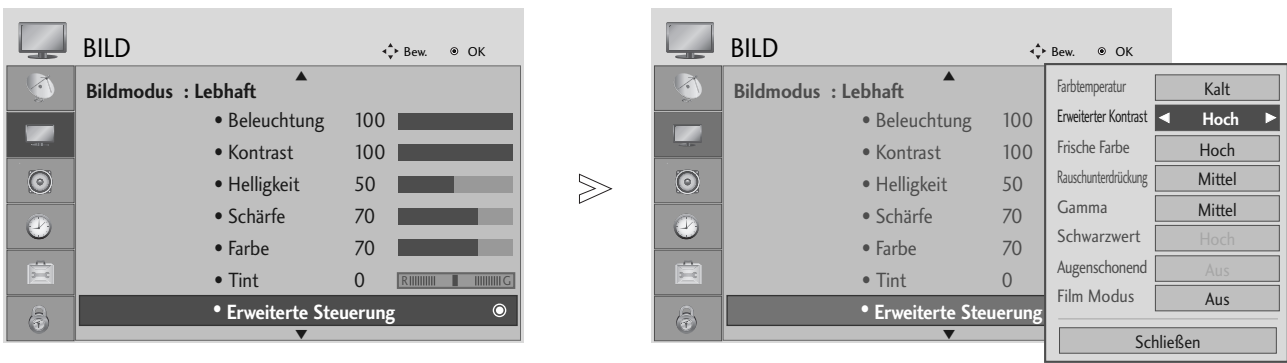 BILD
Bew. OK
Bildmodus : Lebhaft
• Beleuchtung 100
• Kontrast 100
• Helligkeit 50
• Schärfe 70
• Farbe 70
• Tint 0 R G
• Erweiterte Steuerung
BILD
Bew. OK
Bildmodus : Lebhaft
• Beleuchtung 100
• Kontrast 100
• Helligkeit 50
• Schärfe 70
• Farbe 70
• Tint 0
• Erweiterte Steuerung
Farbtemperatur Kalt
Erweiterter Kontrast Hoch
Frische Farbe Hoch
Rauschunterdrückung Mittel
Gamma Mittel
Schwarzwert Hoch
Augenschonend Aus
Film Modus Aus
Schließen